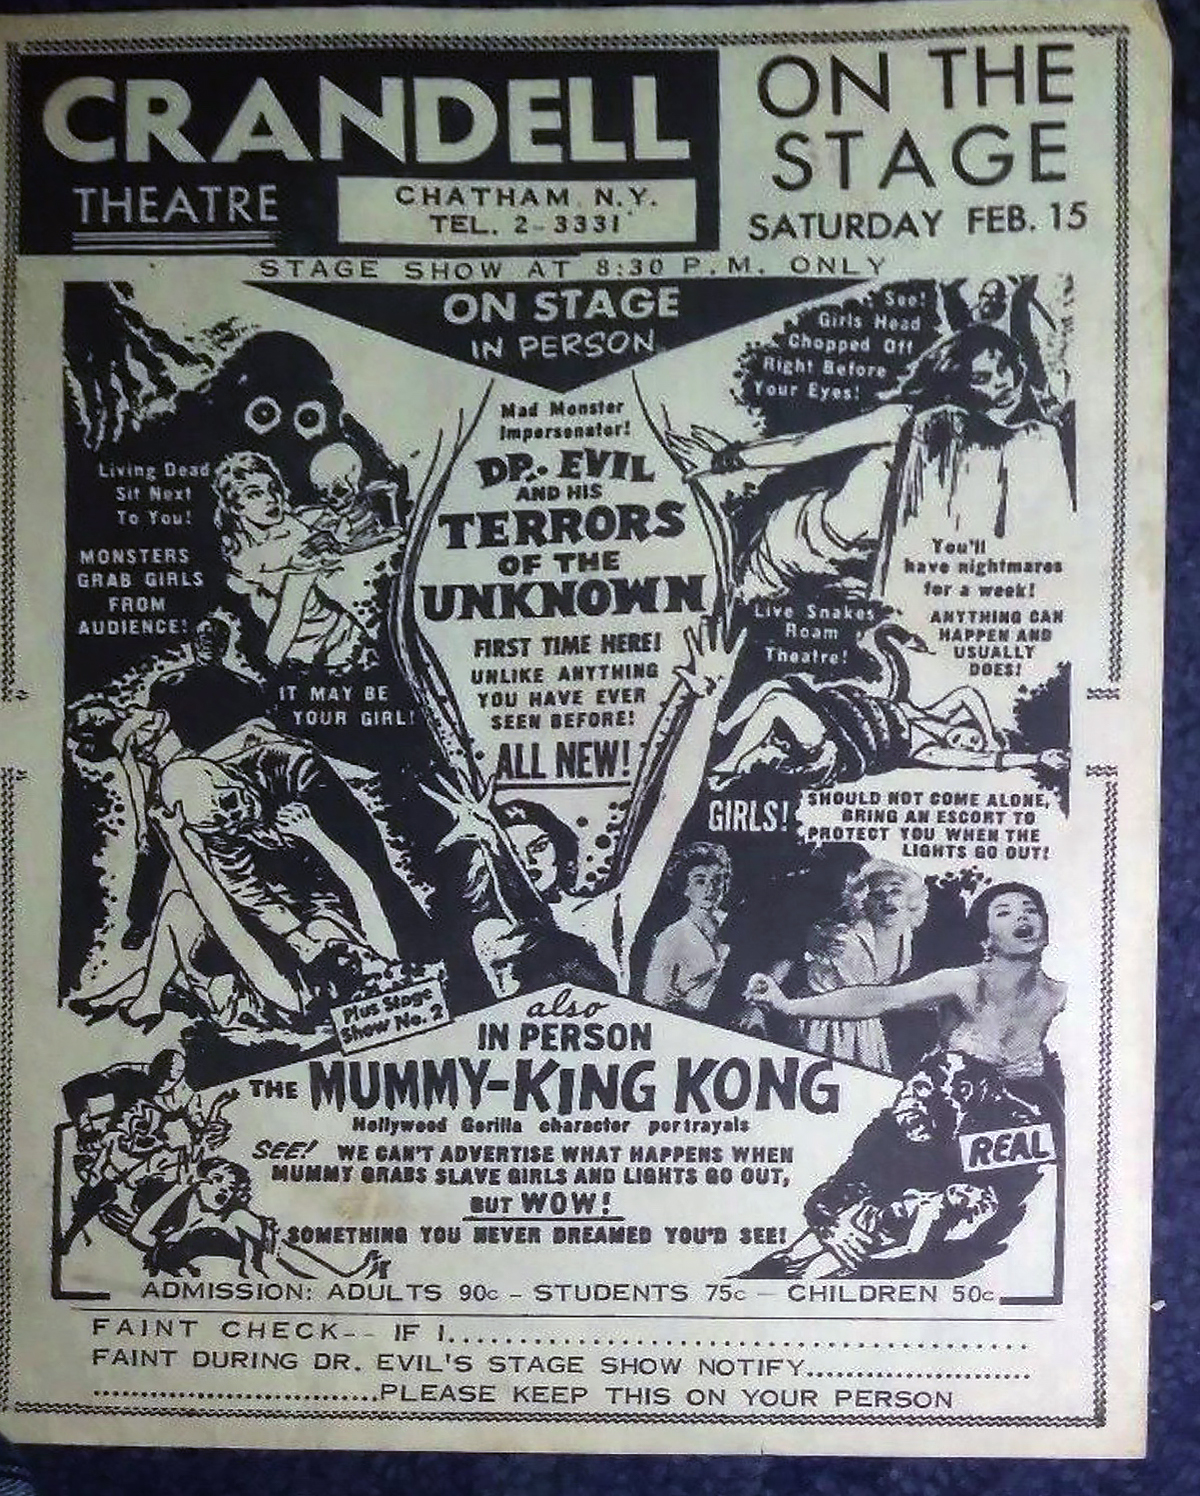 CRANDELL
THEATRE
CHATHAM N.Y.
TEL. 2-3331
ON THE
STAGE
SATURDAY FEB. 15
STAGE SHOW AT 8:30 P.M. ONLY
ON STAGE
IN PERSON
See!
Girls Head
Chopped Off
Right Before
Your Eyes!
Mad Monster
Impersonator!
DR. EVIL
AND HIS
TERRORS
OF THE
UNKNOWN
FIRST TIME HERE!
UNLIKE ANYTHING
YOU HAVE EVER
SEEN BEFORE!
ALL NEW!
Living Dead
Sit Next
To You!
MONSTERS
GRAB GIRLS
FROM
AUDIENCE!
IT MAY BE
YOUR GIRL!
You'll
have nightmares
for a week!
Live Snakes
Roam
Theatre!
ANYTHING CAN
HAPPEN AND
USUALLY
DOES!
GIRLS!
SHOULD NOT COME ALONE,
BRING AN ESCORT TO
PROTECT YOU WHEN THE
LIGHTS GO OUT!
Plus Stage
Show No. 2
also
IN PERSON
THE MUMMY-KING KONG
Hollywood Gorilla character portrayals
SEE! WE CAN'T ADVERTISE WHAT HAPPENS WHEN
MUMMY GRABS SLAVE GIRLS AND LIGHTS GO OUT,
BUT WOW!
SOMETHING YOU NEVER DREAMED YOU'D SEE!
REAL
ADMISSION: ADULTS 90c - STUDENTS 75c - CHILDREN 50c
FAINT CHECK-- IF I........................................
FAINT DURING DR. EVIL'S STAGE SHOW NOTIFY....................
..............................PLEASE KEEP THIS ON YOUR PERSON